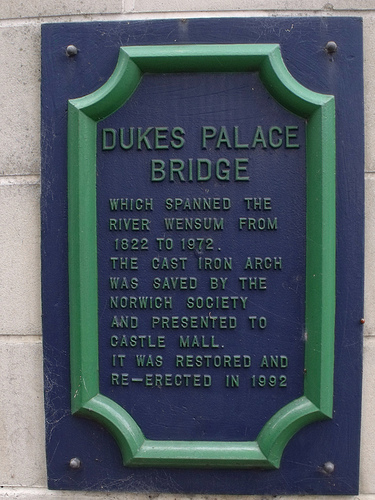 DUKES PALACE
BRIDGE
WHICH SPANNED THE
RIVER WENSUM FROM
1822 TO 1972.
THE CAST IRON ARCH
WAS SAVED BY THE
NORWICH SOCIETY
AND PRESENTED TO
CASTLE MALL.
IT WAS RESTORED AND
RE-ERECTED IN 1992